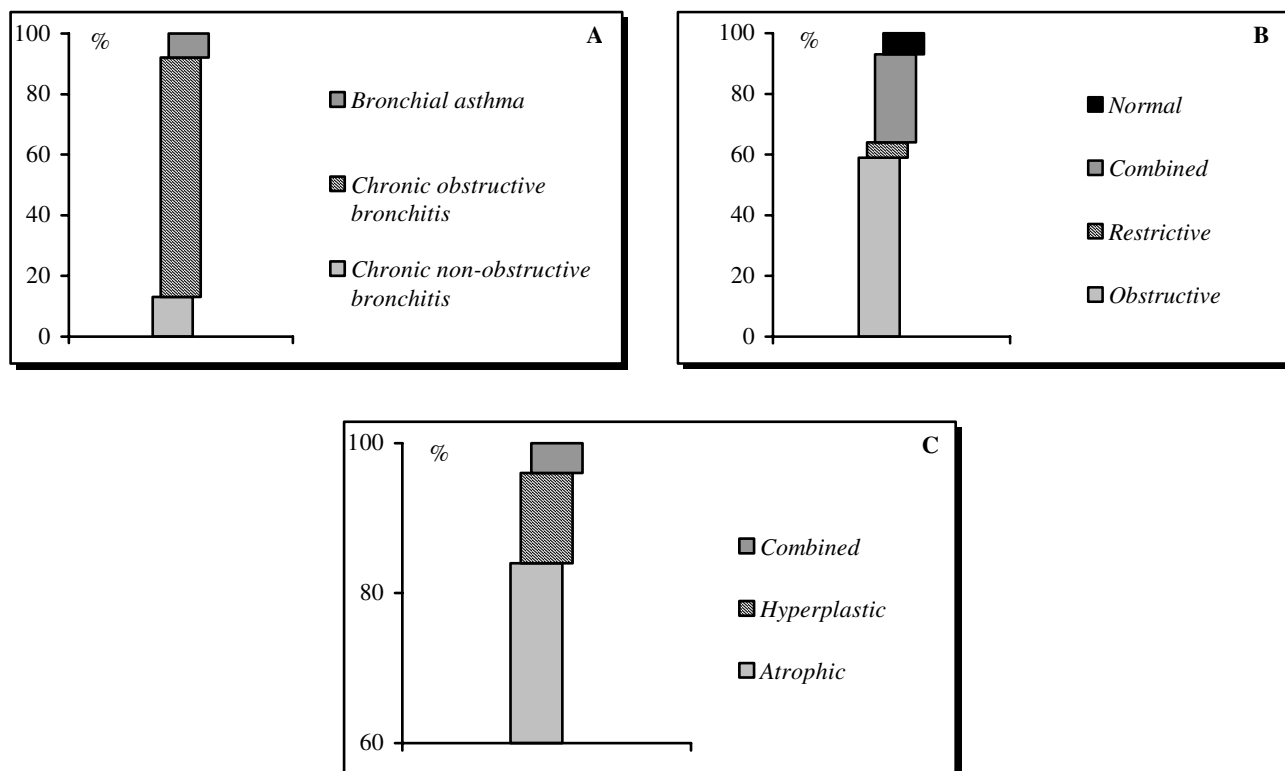 A
%
100
80
60
40
20
0
Bronchial asthma
Chronic obstructive
bronchitis
Chronic non-obstructive
bronchitis
B
%
100
80
60
40
20
0
Normal
Combined
Restrictive
Obstructive
C
%
100
80
60
Combined
Hyperplastic
Atrophic